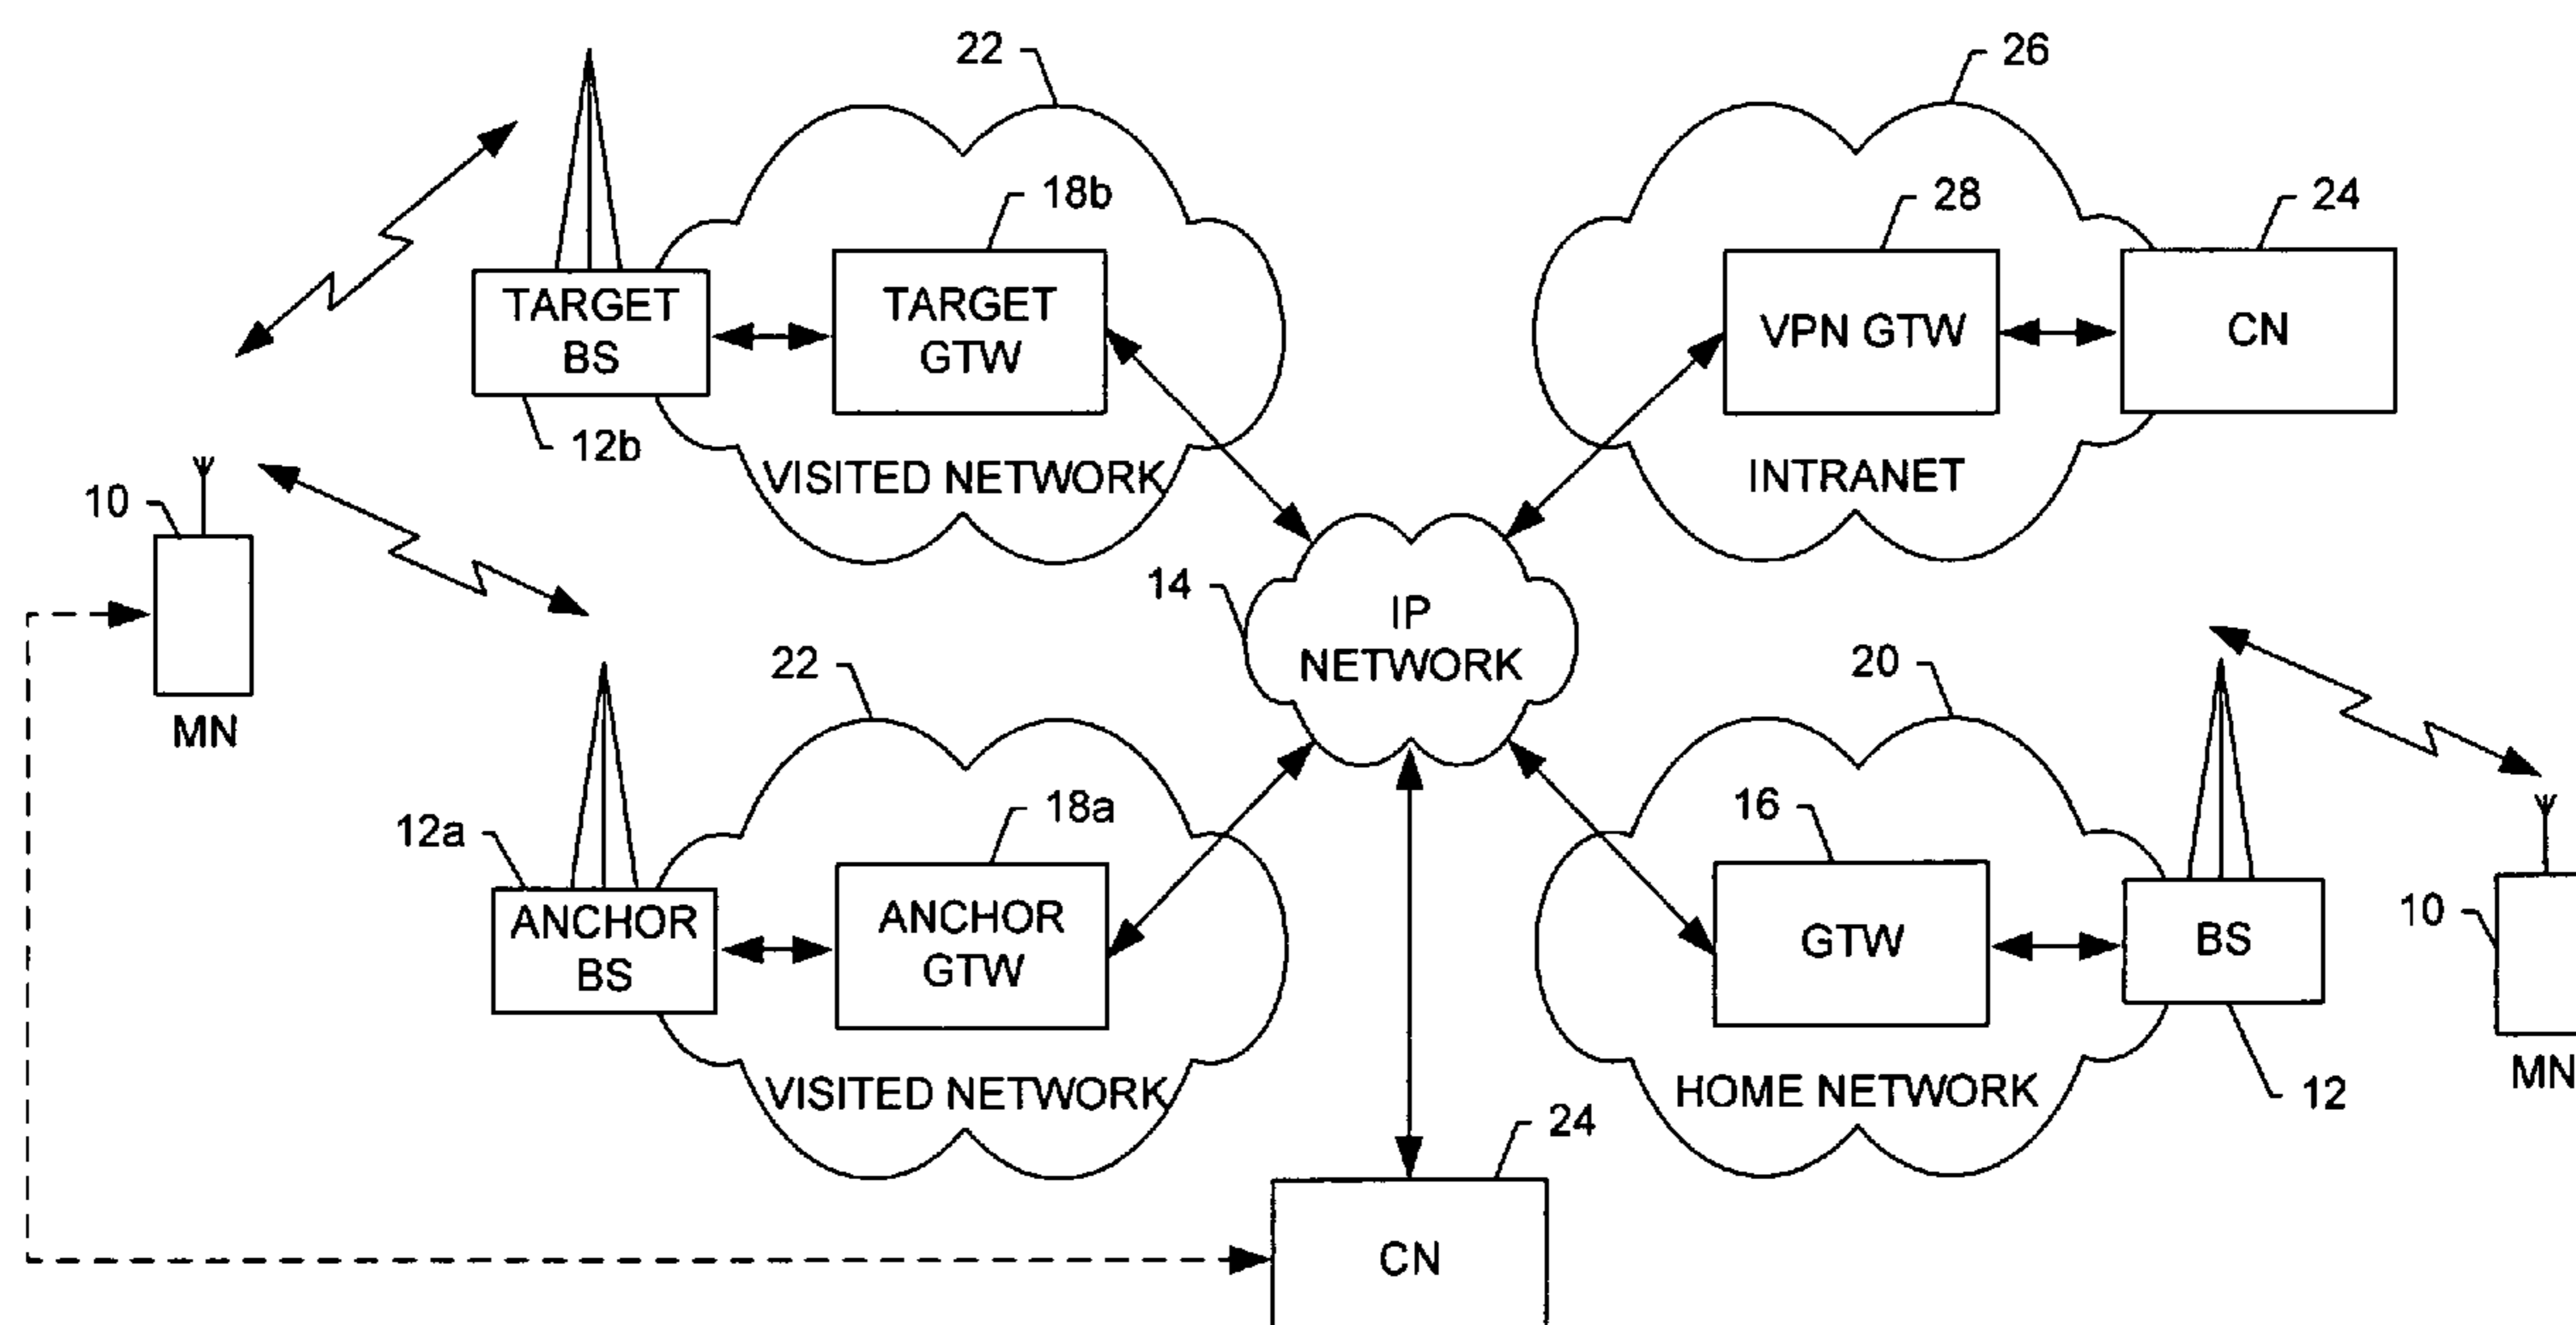 22
26
18b
28
24
TARGET
BS
TARGET
GTW
VPN GTW
CN
12b
VISITED NETWORK
INTRANET
10
14
IP
NETWORK
MN
22
20
12a
18a
16
ANCHOR
BS
ANCHOR
GTW
GTW
BS
10
VISITED NETWORK
HOME NETWORK
12
MN
24
CN